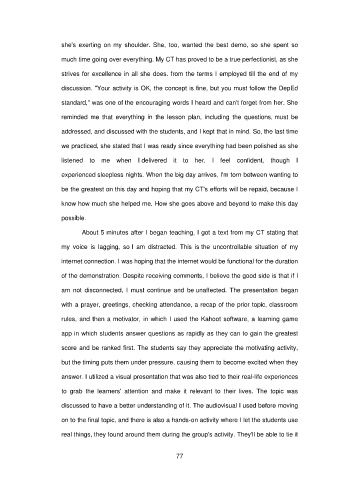 she's exerting on my shoulder. She, too, wanted the best demo, so she spent so
much time going over everything. My CT has proved to be a true perfectionist, as she
strives for excellence in all she does. from the terms I employed till the end of my
discussion. "Your activity is OK, the concept is fine, but you must follow the DepEd
standard," was one of the encouraging words I heard and can't forget from her. She
reminded me that everything in the lesson plan, including the questions, must be
addressed, and discussed with the students, and I kept that in mind. So, the last time
we practiced, she stated that I was ready since everything had been polished as she
listened to me when I delivered it to her. I feel confident, though I
experienced sleepless nights. When the big day arrives, I'm torn between wanting to
be the greatest on this day and hoping that my CT's efforts will be repaid, because I
know how much she helped me. How she goes above and beyond to make this day
possible.
About 5 minutes after I began teaching, I got a text from my CT stating that
my voice is lagging, so I am distracted. This is the uncontrollable situation of my
internet connection. I was hoping that the internet would be functional for the duration
of the demonstration. Despite receiving comments, I believe the good side is that if I
am not disconnected, I must continue and be unaffected. The presentation began
with a prayer, greetings, checking attendance, a recap of the prior topic, classroom
rules, and then a motivator, in which I used the Kahoot software, a learning game
app in which students answer questions as rapidly as they can to gain the greatest
score and be ranked first. The students say they appreciate the motivating activity,
but the timing puts them under pressure, causing them to become excited when they
answer. I utilized a visual presentation that was also tied to their real-life experiences
to grab the learners' attention and make it relevant to their lives. The topic was
discussed to have a better understanding of it. The audiovisual I used before moving
on to the final topic, and there is also a hands-on activity where I let the students use
real things, they found around them during the group's activity. They'll be able to tie it
77